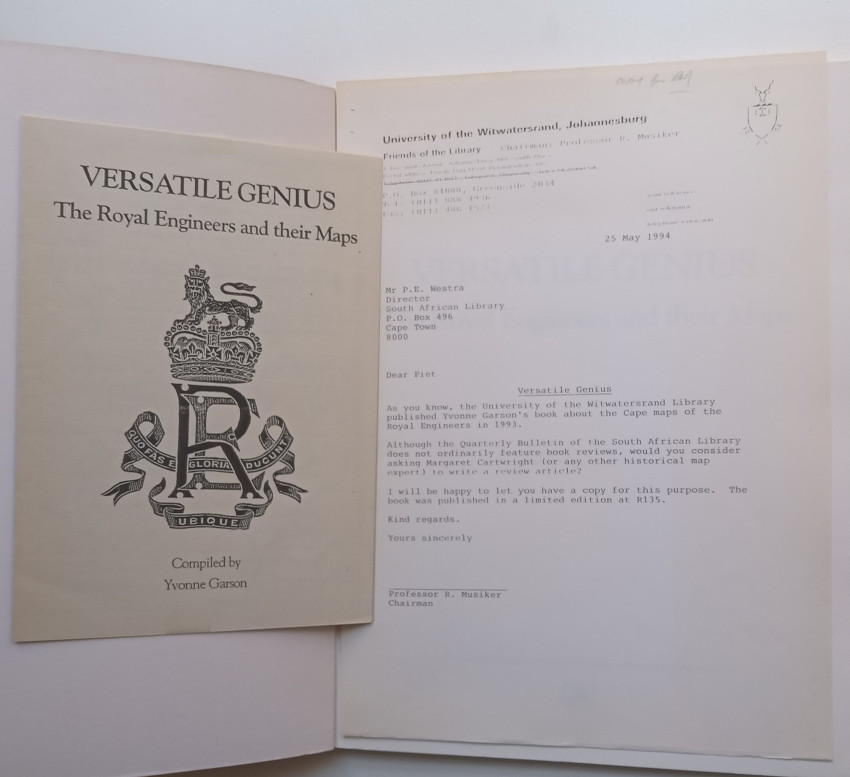 VERSATILE GENIUS
The Royal Engineers and their Maps
QUO FAS E GLORIA DUCUNT
UBIQUE
Compiled by
Yvonne Garson
University of the Witwatersrand, Johannesburg
Friends of the Library Chairman: Professor R. Musiker
P.O. Box Greenside 2034
25 May 1994
Mr P.E. Westra
Director
South African Library
P.O. Box 496
Cape Town
8000
Dear Piet
Versatile Genius
As you know, the University of the Witwatersrand Library
published Yvonne Garson's book about the Cape maps of the
Royal Engineers in 1993.
Although the Quarterly Bulletin of the South African Library
does not ordinarily feature book reviews, would you consider
asking Margaret Cartwright (or any other historical map
expert) to write a review article?
I will be happy to let you have a copy for this purpose. The
book was published in a limited edition at R135.
Kind regards.
Yours sincerely
Professor R. Musiker
Chairman